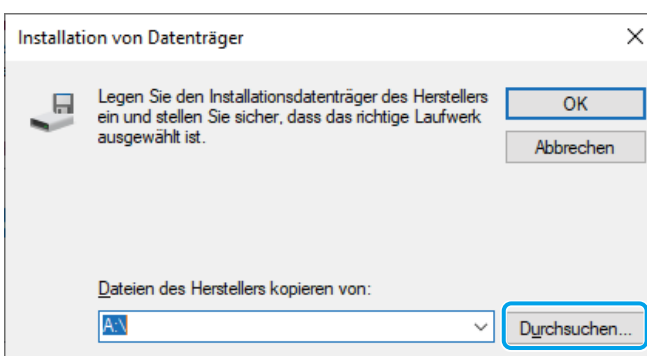 Installation von Datenträger
Legen Sie den Installationsdatenträger des Herstellers
ein und stellen Sie sicher, dass das richtige Laufwerk
ausgewählt ist.
OK
Abbrechen
Dateien des Herstellers kopieren von:
A:\
Durchsuchen...